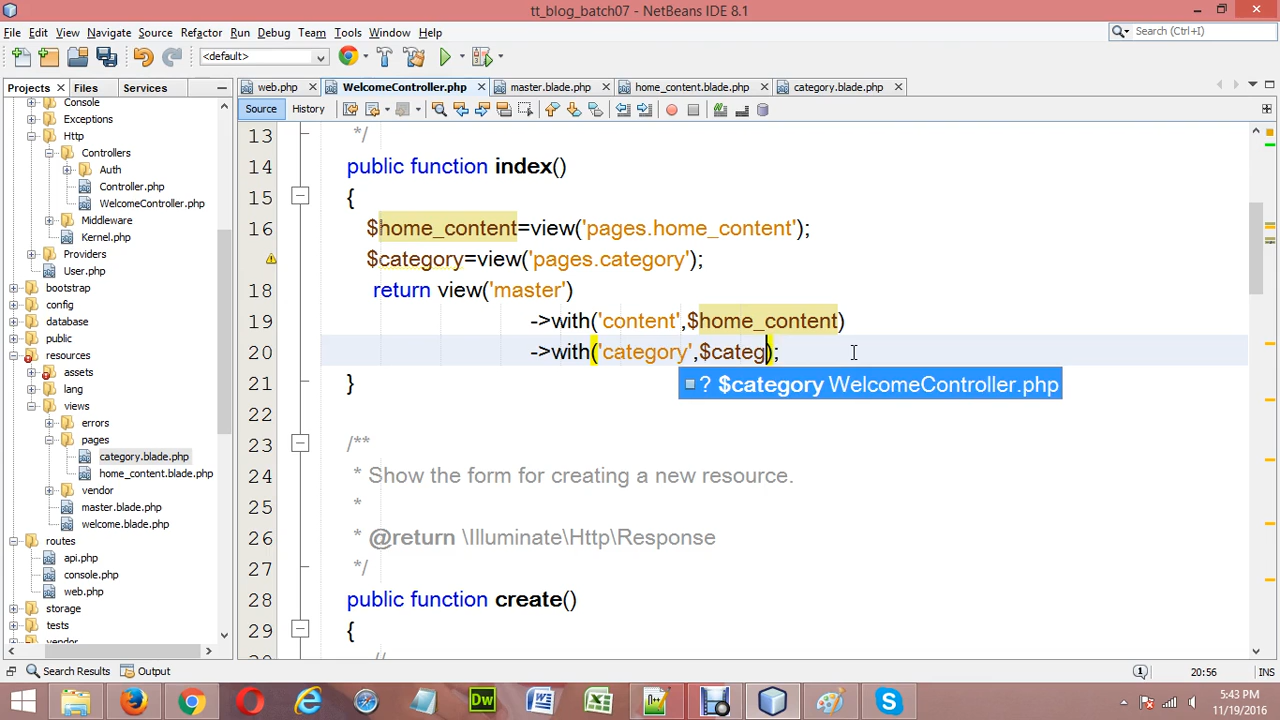 tt_blog_batch07 - NetBeans IDE 8.1
File Edit View Navigate Source Refactor Run Debug Team Tools Window Help
Search (Ctrl+I)
<default>
Projects Files Services
web.php WelcomeController.php master.blade.php home_content.blade.php category.blade.php
Source History
Console
Exceptions
Http
Controllers
Auth
Controller.php
WelcomeController.php
Middleware
Kernel.php
Providers
User.php
bootstrap
config
database
public
resources
assets
lang
views
errors
pages
category.blade.php
home_content.blade.php
vendor
master.blade.php
welcome.blade.php
routes
api.php
console.php
web.php
storage
tests
vendor
13 */
14 public function index()
15 {
16 $home_content=view('pages.home_content');
$category=view('pages.category');
18 return view('master')
19 ->with('content',$home_content)
20 ->with('category',$categ);
? $category WelcomeController.php
21 }
22
23 /**
24 * Show the form for creating a new resource.
25 *
26 * @return \Illuminate\Http\Response
27 */
28 public function create()
29 {
//
Search Results Output
20:56 INS
5:43 PM
11/19/2016